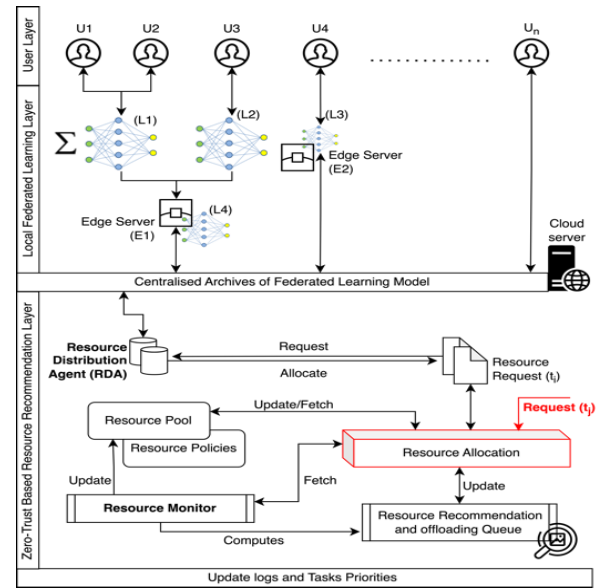 User Layer
U1 U2 U3 U4 Un
Local Federated Learning Layer
Σ (L1) (L2) (L3)
Edge Server
(E2)
Edge Server
(E1)
(L4)
Cloud
server
Centralised Archives of Federated Learning Model
Zero-Trust Based Resource Recommendation Layer
Resource
Distribution
Agent (RDA)
Request
Allocate
Resource
Request (ti)
Update/Fetch
Request (tj)
Resource Pool
Resource Policies
Resource Allocation
Update
Fetch
Update
Resource Monitor
Resource Recommendation
and offloading Queue
Computes
Update logs and Tasks Priorities